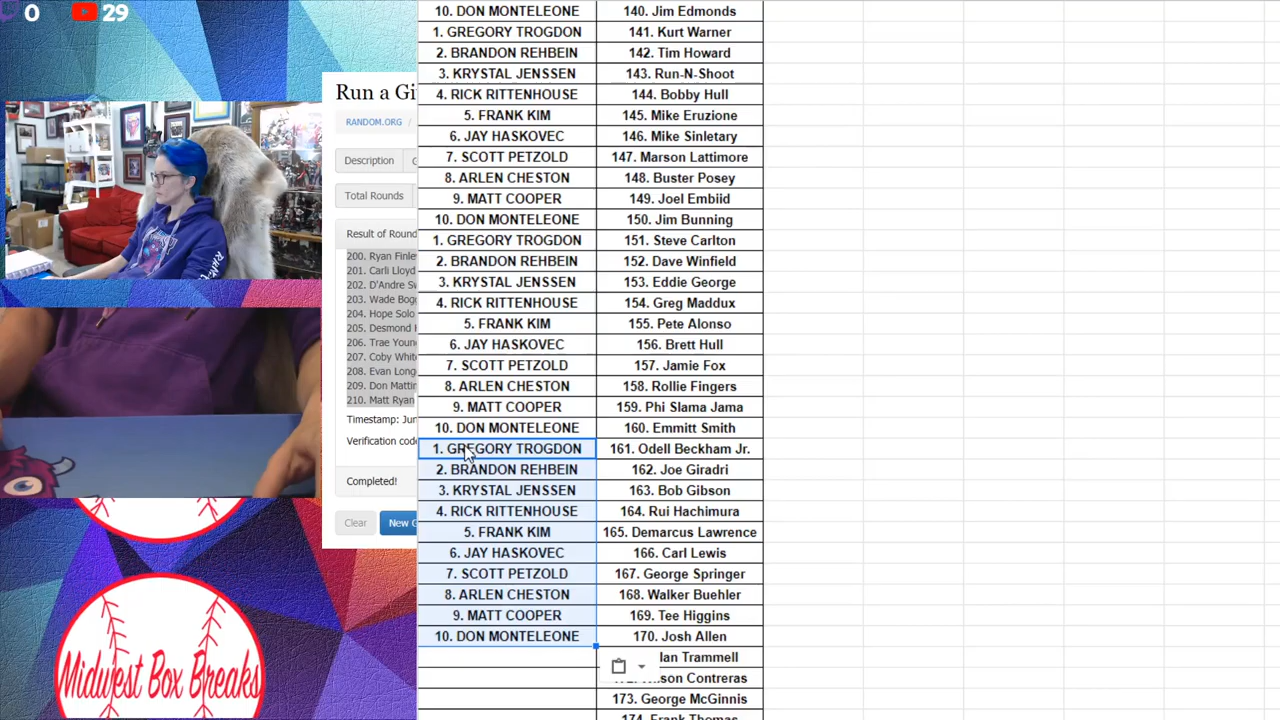 0 29
Run a Gi
RANDOM.ORG /
Description
Total Rounds
Result of Round
200. Ryan Finle
201. Carli Lloyd
202. D'Andre Sw
203. Wade Bogg
204. Hope Solo
205. Desmond
206. Trae Young
207. Coby White
208. Evan Long
209. Don Mattin
210. Matt Ryan
Timestamp: Jun
Verification code
Completed!
Clear New G
Midwest Box Breaks
10. DON MONTELEONE 140. Jim Edmonds
1. GREGORY TROGDON 141. Kurt Warner
2. BRANDON REHBEIN 142. Tim Howard
3. KRYSTAL JENSSEN 143. Run-N-Shoot
4. RICK RITTENHOUSE 144. Bobby Hull
5. FRANK KIM 145. Mike Eruzione
6. JAY HASKOVEC 146. Mike Sinletary
7. SCOTT PETZOLD 147. Marson Lattimore
8. ARLEN CHESTON 148. Buster Posey
9. MATT COOPER 149. Joel Embiid
10. DON MONTELEONE 150. Jim Bunning
1. GREGORY TROGDON 151. Steve Carlton
2. BRANDON REHBEIN 152. Dave Winfield
3. KRYSTAL JENSSEN 153. Eddie George
4. RICK RITTENHOUSE 154. Greg Maddux
5. FRANK KIM 155. Pete Alonso
6. JAY HASKOVEC 156. Brett Hull
7. SCOTT PETZOLD 157. Jamie Fox
8. ARLEN CHESTON 158. Rollie Fingers
9. MATT COOPER 159. Phi Slama Jama
10. DON MONTELEONE 160. Emmitt Smith
1. GREGORY TROGDON 161. Odell Beckham Jr.
2. BRANDON REHBEIN 162. Joe Giradri
3. KRYSTAL JENSSEN 163. Bob Gibson
4. RICK RITTENHOUSE 164. Rui Hachimura
5. FRANK KIM 165. Demarcus Lawrence
6. JAY HASKOVEC 166. Carl Lewis
7. SCOTT PETZOLD 167. George Springer
8. ARLEN CHESTON 168. Walker Buehler
9. MATT COOPER 169. Tee Higgins
10. DON MONTELEONE 170. Josh Allen
lan Trammell
Contreras
173. George McGinnis
174. Frank Thomas